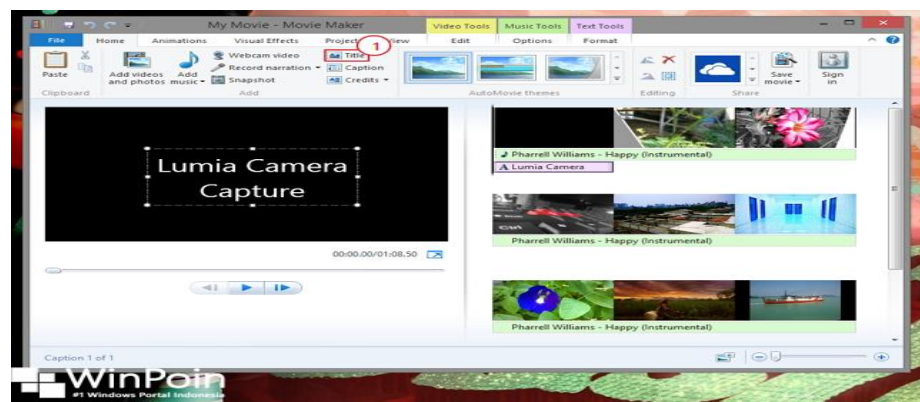 My Movie - Movie Maker
Video Tools Music Tools Text Tools
File Home Animations Visual Effects Project View Edit Options Format
1
Paste
Add videos and photos
Add music
Webcam video
Record narration
Snapshot
Title
Caption
Credits
Save movie
Sign in
Clipboard Add AutoMovie themes Editing Share
Lumia Camera
Capture
00:00.00/01:08.50
Pharrell Williams - Happy (Instrumental)
A Lumia Camera
Ctrl
Pharrell Williams - Happy (Instrumental)
Pharrell Williams - Happy (Instrumental)
Caption 1 of 1
WinPoin
#1 Windows Portal Indonesia